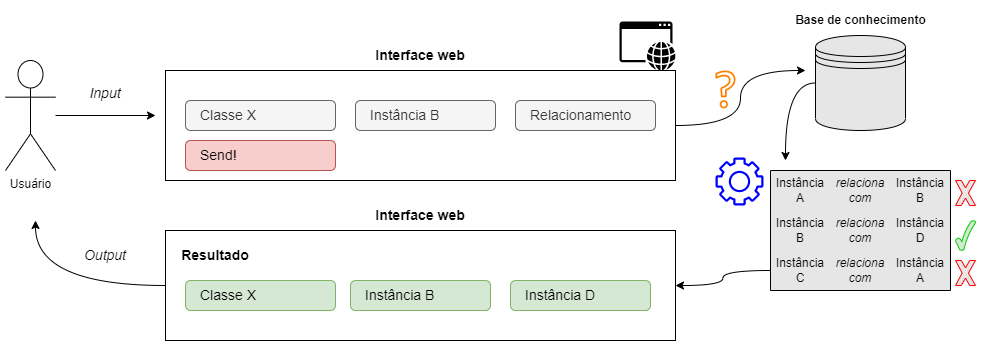 Base de conhecimento
Interface web
Input
Classe X
Instância B
Relacionamento
?
Send!
Usuário
Instância A
relaciona com
Instância B
X
Instância B
relaciona com
Instância D
Instância C
relaciona com
Instância A
X
Interface web
Output
Resultado
Classe X
Instância B
Instância D